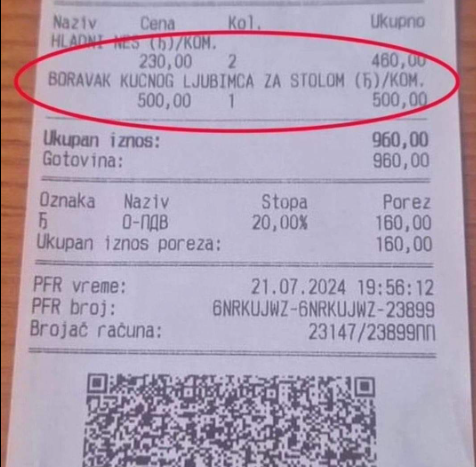 Naziv Cena Kol. Ukupno
HLADNI NES (Ђ)/KOM.
230,00 2 460,00
BORAVAK KUĆNOG LJUBIMCA ZA STOLOM (Ђ)/KOM.
500,00 1 500,00
Ukupan iznos: 960,00
Gotovina: 960,00
Oznaka Naziv Stopa Porez
Ђ О-ПДВ 20,00% 160,00
Ukupan iznos poreza: 160,00
PFR vreme: 21.07.2024 19:56:12
PFR broj: 6NRKUJWZ-6NRKUJWZ-23899
Brojač računa: 23147/23899ПП